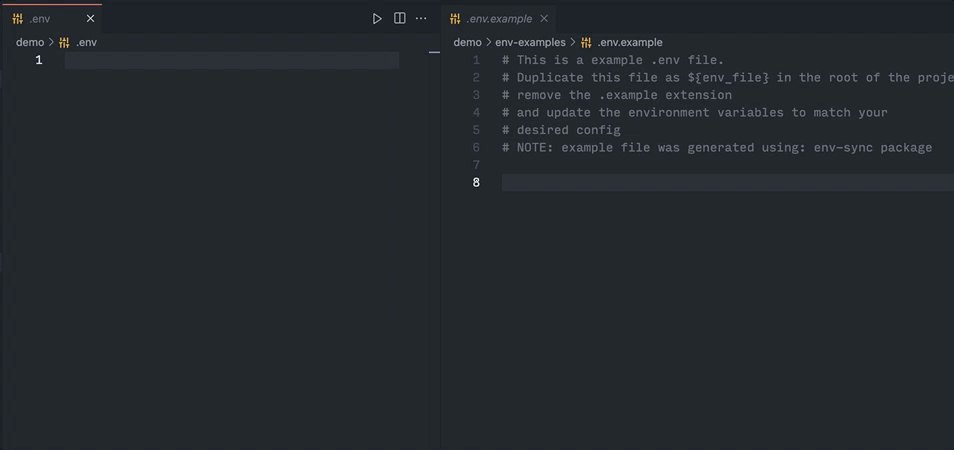 .env
.env.example
demo > .env
demo > env-examples > .env.example
1
1 # This is a example .env file.
2 # Duplicate this file as ${env_file} in the root of the proje
3 # remove the .example extension
4 # and update the environment variables to match your
5 # desired config
6 # NOTE: example file was generated using: env-sync package
7
8